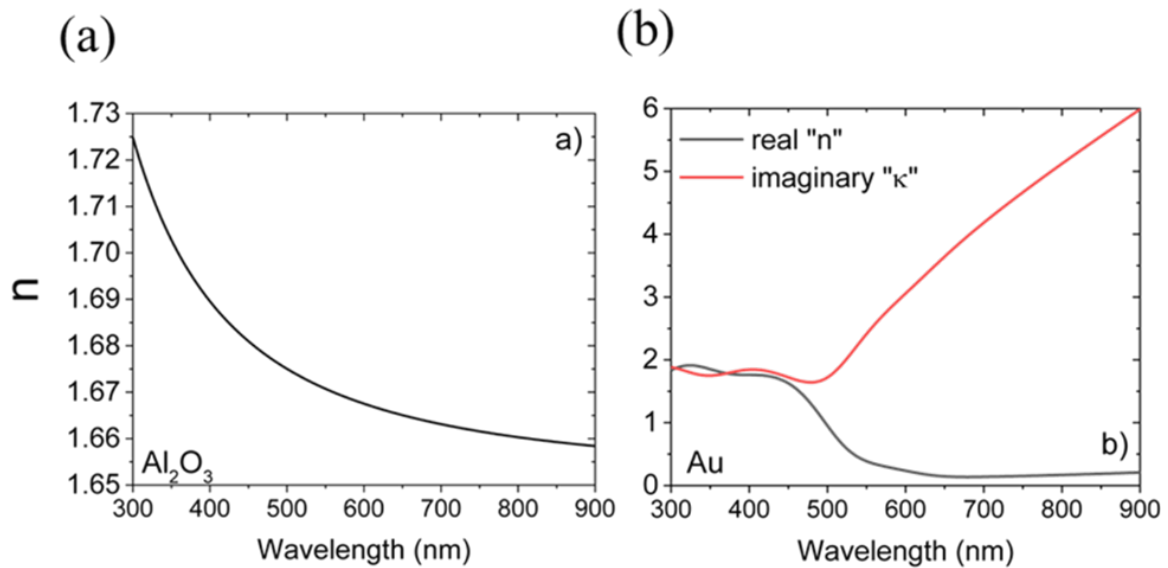 (a)
(b)
1.73
1.72
1.71
1.70
1.69
1.68
1.67
1.66
1.65
n
a)
Al₂O₃
300 400 500 600 700 800 900
Wavelength (nm)
6
5
4
3
2
1
0
real "n"
imaginary "κ"
b)
Au
300 400 500 600 700 800 900
Wavelength (nm)